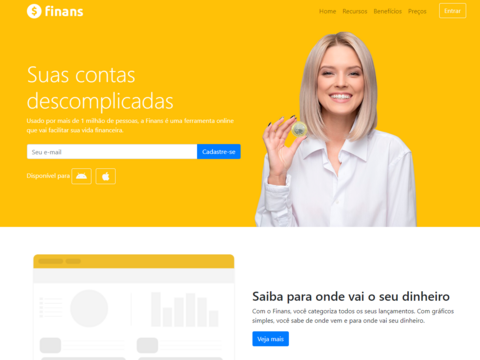 finans
Home Recursos Benefícios Preços Entrar
Suas contas
descomplicadas
Usado por mais de 1 milhão de pessoas, a Finans é uma ferramenta online
que vai facilitar sua vida financeira.
Seu e-mail Cadastre-se
Disponível para
Saiba para onde vai o seu dinheiro
Com o Finans, você categoriza todos os seus lançamentos. Com gráficos
simples, você sabe de onde vem e para onde vai seu dinheiro.
Veja mais